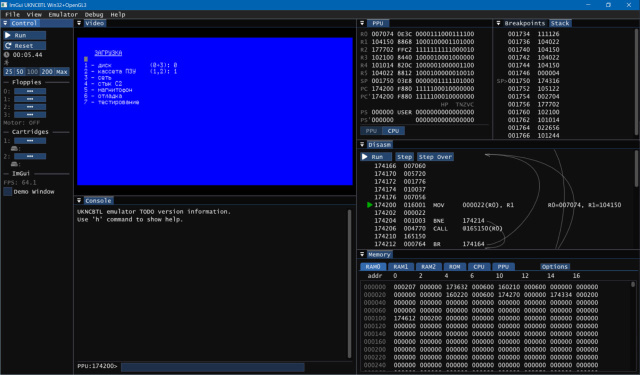 ImGui UKNCBTL Win32+OpenGL3
File View Emulator Debug Help
Control
Run
Reset
00:05.44
25 50 100 200 Max
Floppies
0: ***
1: ***
2: ***
3: ***
Motor: OFF
Cartridges
1: ***
2: ***
ImGui
FPS: 64.1
Demo window
Video
ЗАГРУЗКА
1 - диск (0÷3): 0
2 - кассета ПЗУ (1,2): 1
3 - сеть
4 - стык С2
5 - магнитофон
6 - отладка
7 - тестирование
Console
UKNCBTL emulator TODO version information.
Use 'h' command to show help.
PPU:174200>
PPU
R0 007074 0E3C 0000111000111100
R1 104150 8868 1000100001101000
R2 177702 FFC2 1111111111000010
R3 102100 8440 1000010001000000
R4 101014 820C 1000001000001100
R5 104022 8812 1000100000010010
SP 001750 03E8 0000001111101000
PC 174200 F880 1111100010000000
PC' 174200 F880 1111100010000000
HP TNZVC
PS 000000 USER 0000000000000000
PS' 000000 0000000000000000
PPU CPU
Breakpoints Stack
001734 111126
001736 104022
001740 104022
001742 104022
001744 104150
001746 000004
SP» 001750 174316
001752 105122
001754 000002
001756 177702
001760 102100
001762 101014
001764 022656
001766 101244
Disasm
Run Step Step Over
174166 007060
174170 005720
174172 001776
174174 010037
174176 007056
174200 016001 MOV 000022(R0), R1 R0=007074, R1=104150
174202 000022
174204 001003 BNE 174214
174206 004770 CALL @165150(R0)
174210 165150
174212 000764 BR 174164
Memory
RAM0 RAM1 RAM2 ROM CPU PPU Options
addr 0 2 4 6 10 12 14 16
000000 000207 000000 173632 000600 160210 000600 000000 000000
000020 000000 000000 160220 000600 174270 000000 174334 000200
000040 000000 000000 000000 000000 000000 000000 000000 000000
000060 000000 000000 000000 000000 000000 000000 000000 000000
000100 174612 000200 000000 000000 000000 000000 000000 000000
000120 000000 000000 000000 000000 000000 000000 000000 000000
000140 000000 000000 000000 000000 000000 000000 000000 000000
000160 000000 000000 000000 000000 000000 000000 000000 000000
000200 000000 000000 000000 000000 000000 000000 000000 000000
000220 000000 000000 000000 000000 000000 000000 000000 000000
000240 000000 000000 000000 000000 000000 000000 000000 000000